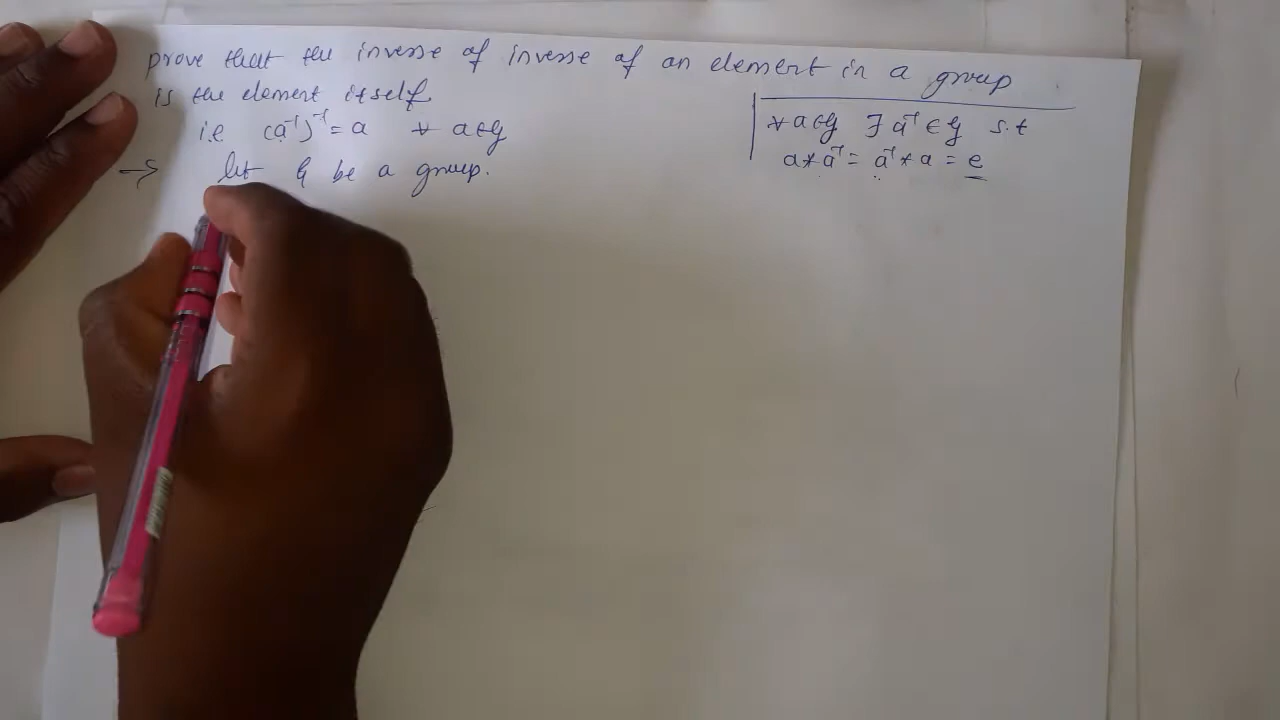 prove that the inverse of inverse of an element in a group
is the element itself.
i.e (a⁻¹)⁻¹ = a ∀ a∈G
→ let G be a group.
∀ a∈G ∃ a⁻¹ ∈ G s.t
a * a⁻¹ = a⁻¹ * a = e